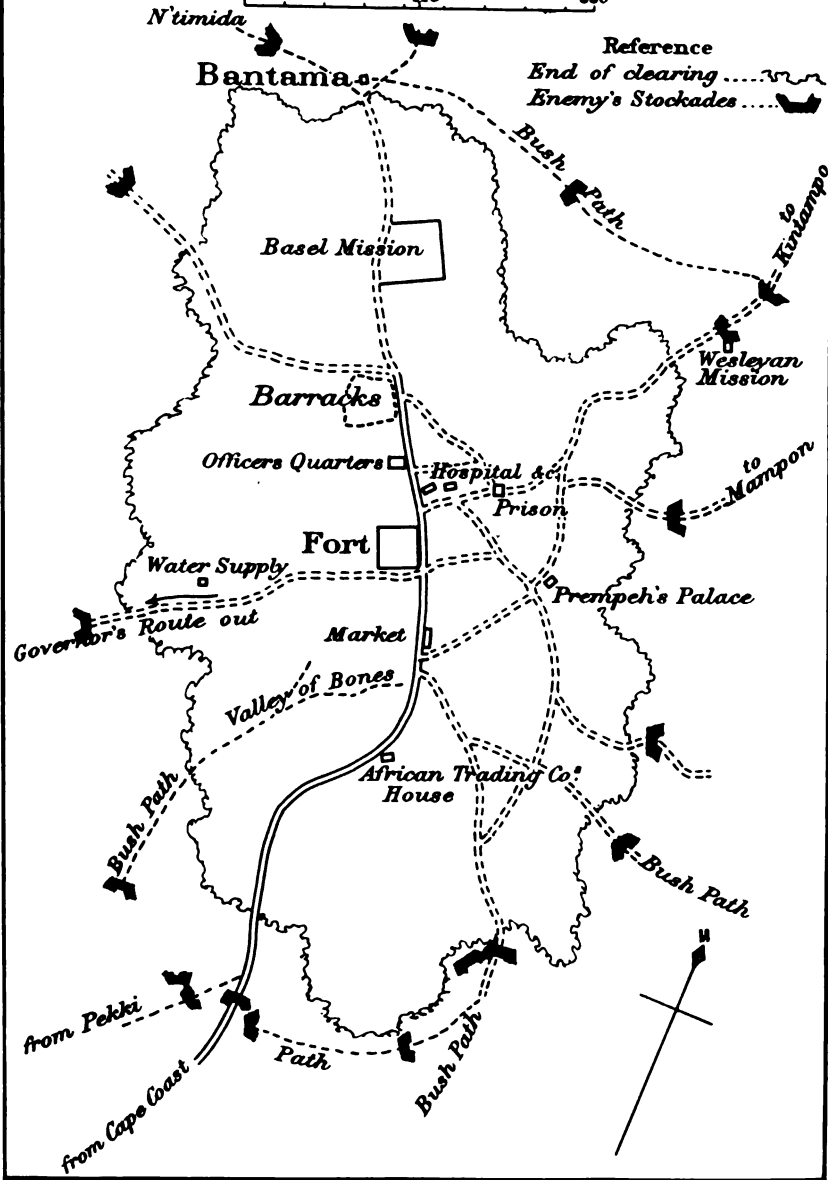 N'timida
Bantama
Reference
End of clearing
Enemy's Stockades
Bush Path
to Kintampo
Basel Mission
Wesleyan
Mission
Barracks
Officers Quarters
Hospital &c.
to Mampon
Prison
Fort
Water Supply
Prempeh's Palace
Governor's Route out
Market
Valley of Bones
African Trading Co.s
House
Bush Path
Bush Path
N
from Pekki
Path
Bush Path
from Cape Coast